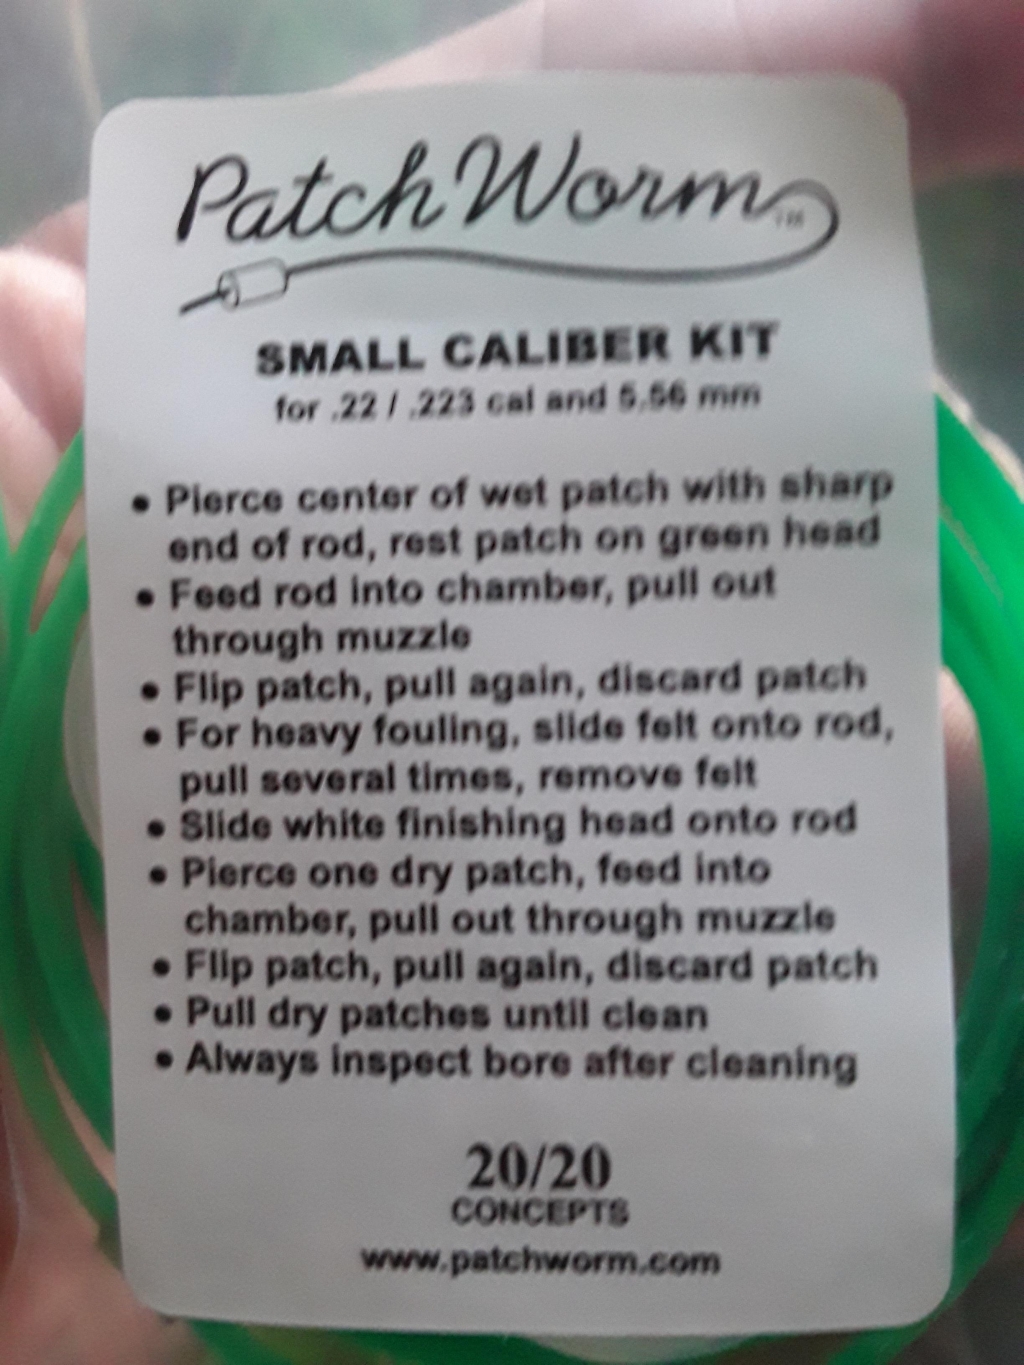 Patch Worm™
SMALL CALIBER KIT
for .22 / .223 cal and 5.56 mm
• Pierce center of wet patch with sharp
end of rod, rest patch on green head
• Feed rod into chamber, pull out
through muzzle
• Flip patch, pull again, discard patch
• For heavy fouling, slide felt onto rod,
pull several times, remove felt
• Slide white finishing head onto rod
• Pierce one dry patch, feed into
chamber, pull out through muzzle
• Flip patch, pull again, discard patch
• Pull dry patches until clean
• Always inspect bore after cleaning
20/20
CONCEPTS
www.patchworm.com